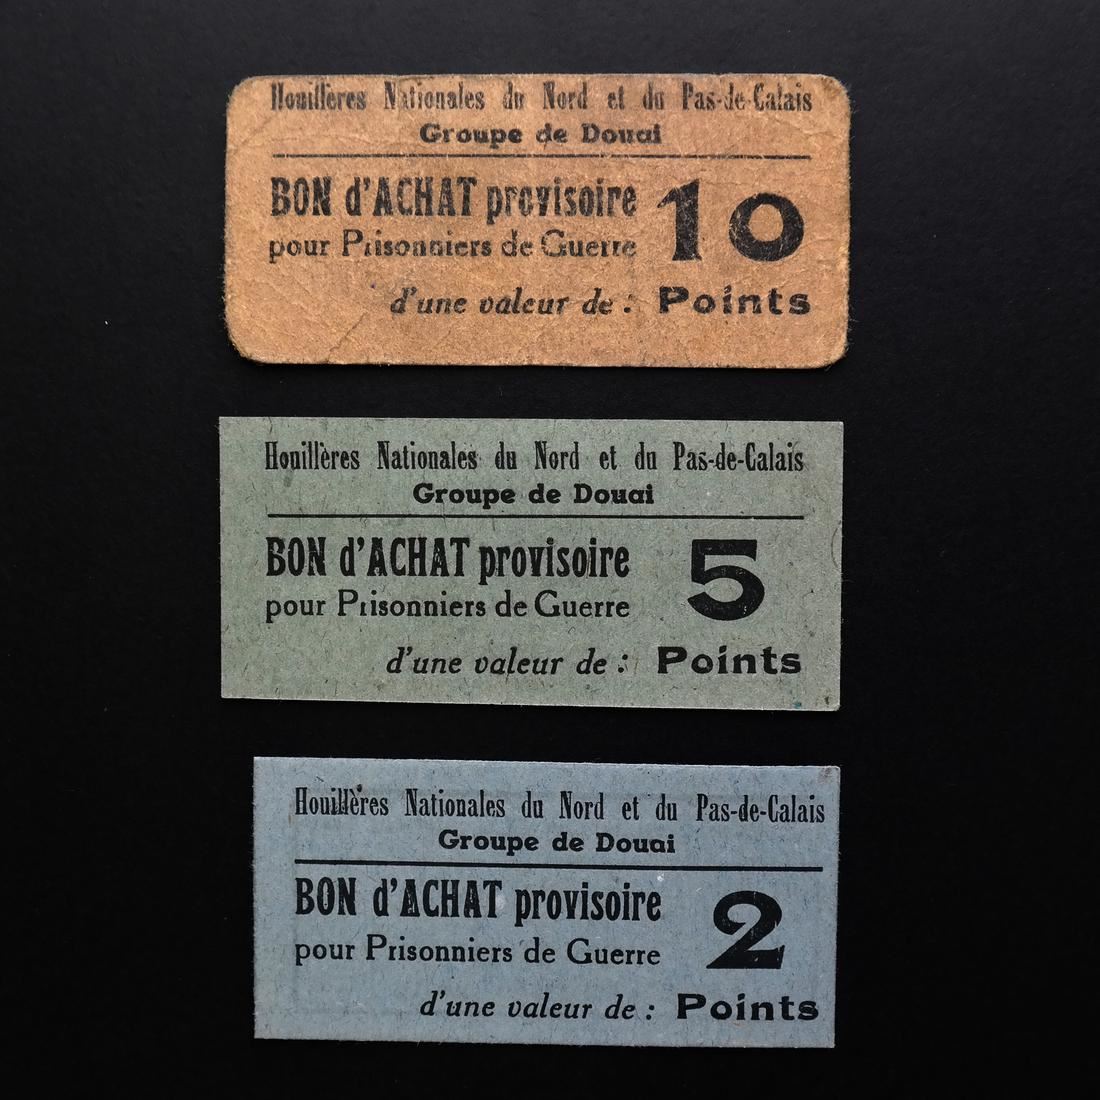 Houillères Nationales du Nord et du Pas-de-Calais
Groupe de Douai
BON d'ACHAT provisoire 10
pour Prisonniers de Guerre
d'une valeur de : Points
Houillères Nationales du Nord et du Pas-de-Calais
Groupe de Douai
BON d'ACHAT provisoire 5
pour Prisonniers de Guerre
d'une valeur de : Points
Houillères Nationales du Nord et du Pas-de-Calais
Groupe de Douai
BON d'ACHAT provisoire 2
pour Prisonniers de Guerre
d'une valeur de : Points